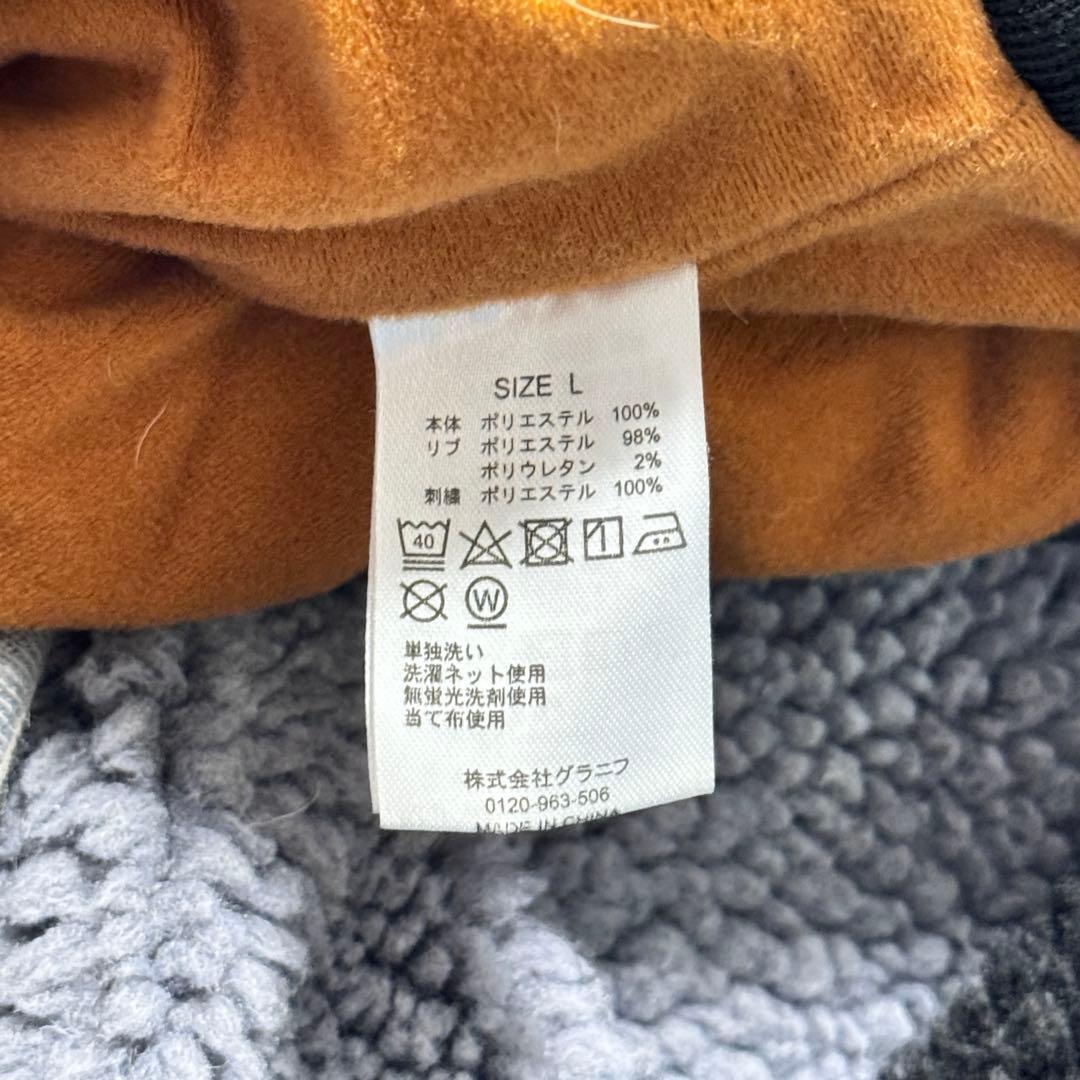 SIZE L
本体 ポリエステル 100%
リブ ポリエステル 98%
ポリウレタン 2%
刺繍 ポリエステル 100%
40
W
単独洗い
洗濯ネット使用
無蛍光洗剤使用
当て布使用
株式会社グラニフ
0120-963-506
MADE IN CHINA